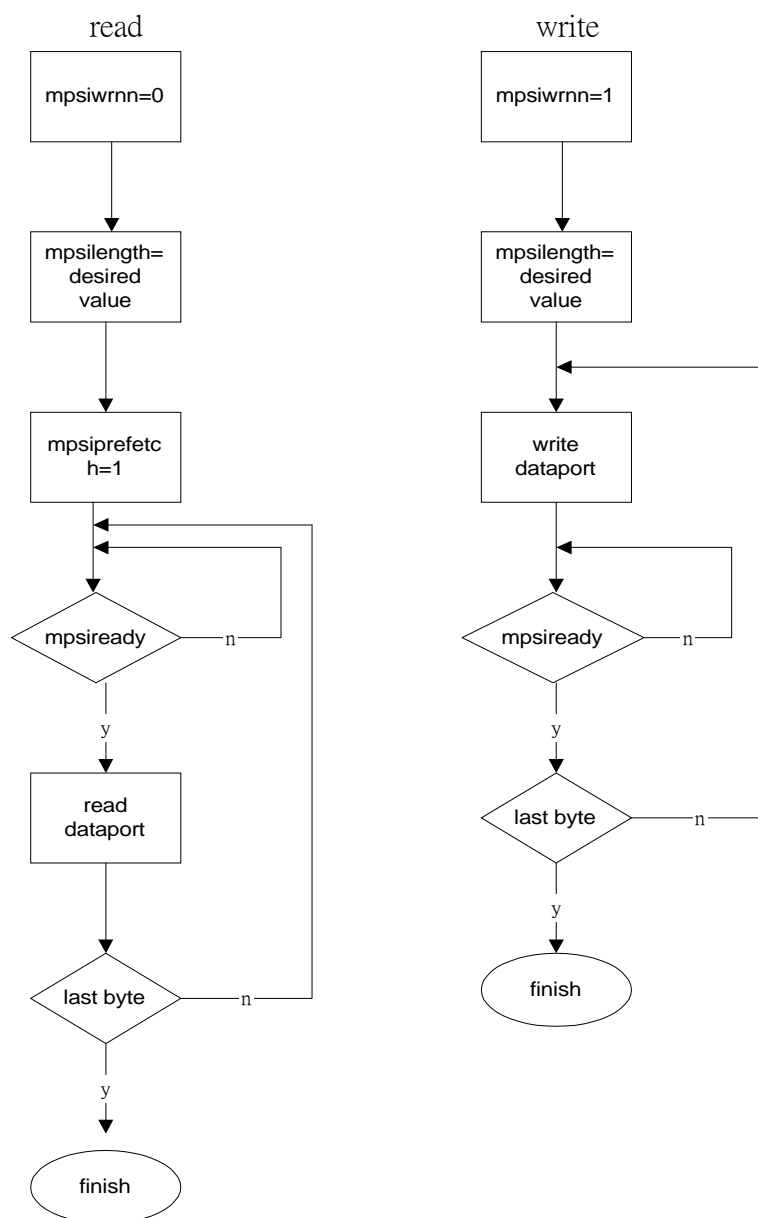 read
mpsiwrnn=0
mpsilength=
desired
value
mpsiprefetc
h=1
mpsiready
n
y
read
dataport
last byte
n
y
finish
write
mpsiwrnn=1
mpsilength=
desired
value
write
dataport
mpsiready
n
y
last byte
n
y
finish